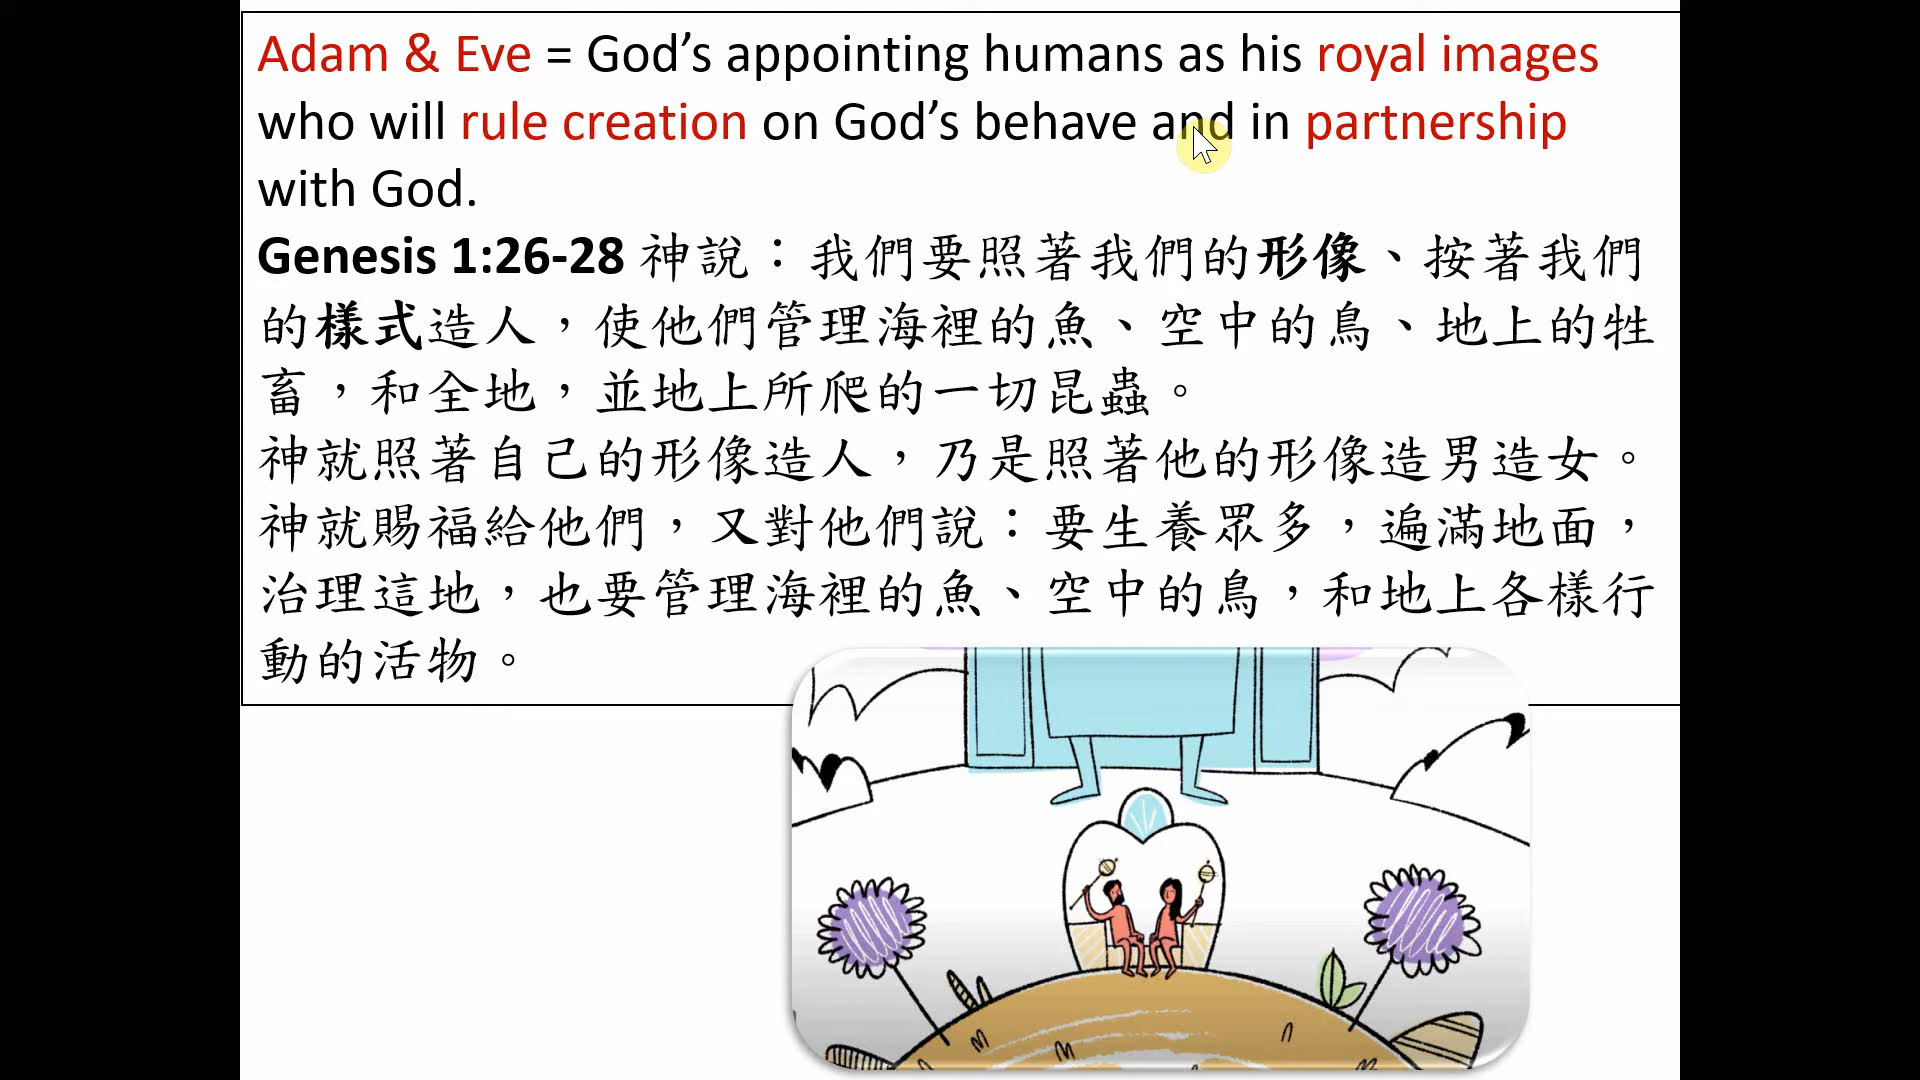 Adam & Eve = God’s appointing humans as his royal images
who will rule creation on God’s behave and in partnership
with God.
Genesis 1:26-28 神說：我們要照著我們的形像、按著我們
的樣式造人，使他們管理海裡的魚、空中的鳥、地上的牲
畜，和全地，並地上所爬的一切昆蟲。
神就照著自己的形像造人，乃是照著他的形像造男造女。
神就賜福給他們，又對他們說：要生養眾多，遍滿地面，
治理這地，也要管理海裡的魚、空中的鳥，和地上各樣行
動的活物。